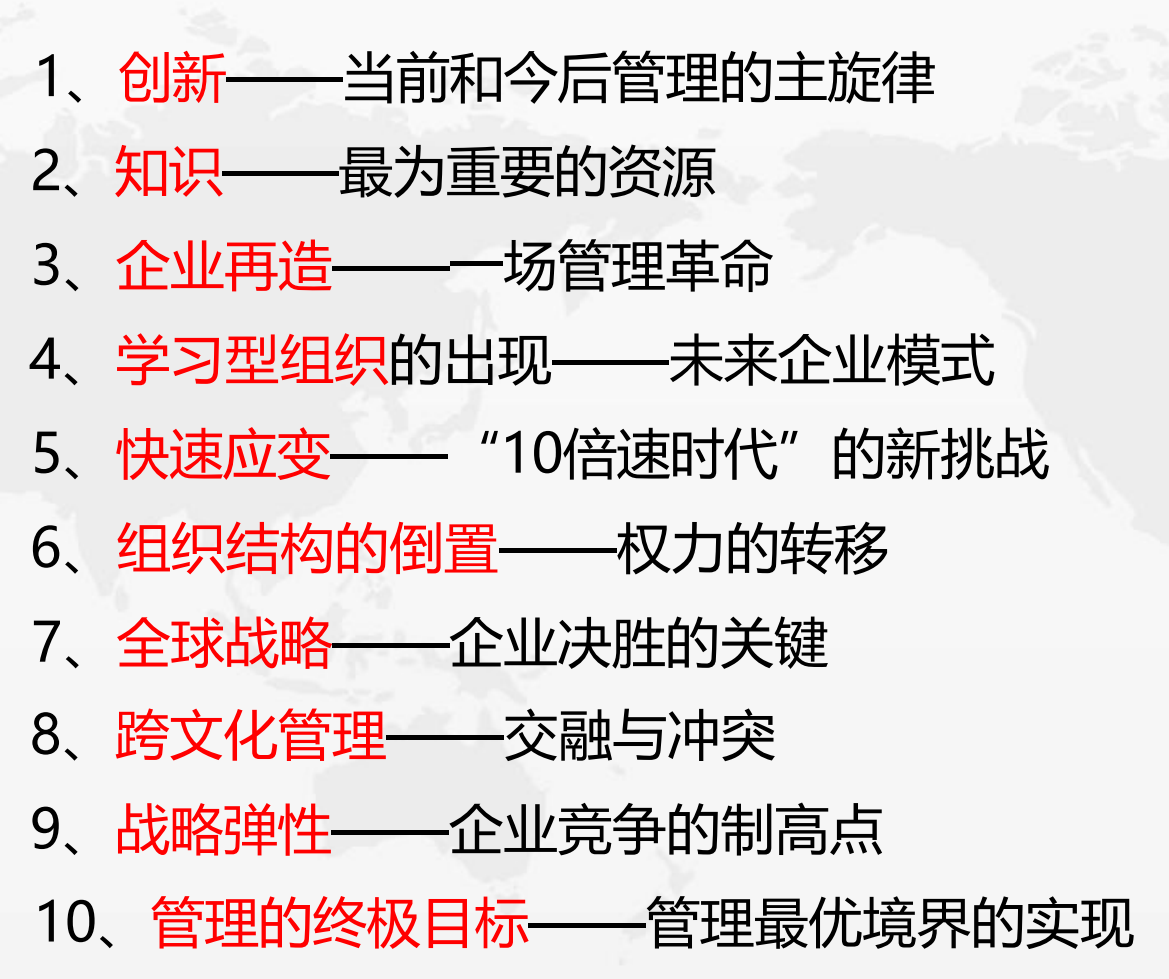 1、创新——当前和今后管理的主旋律
2、知识——最为重要的资源
3、企业再造——一场管理革命
4、学习型组织的出现——未来企业模式
5、快速应变——“10倍速时代”的新挑战
6、组织结构的倒置——权力的转移
7、全球战略——企业决胜的关键
8、跨文化管理——交融与冲突
9、战略弹性——企业竞争的制高点
10、管理的终极目标——管理最优境界的实现